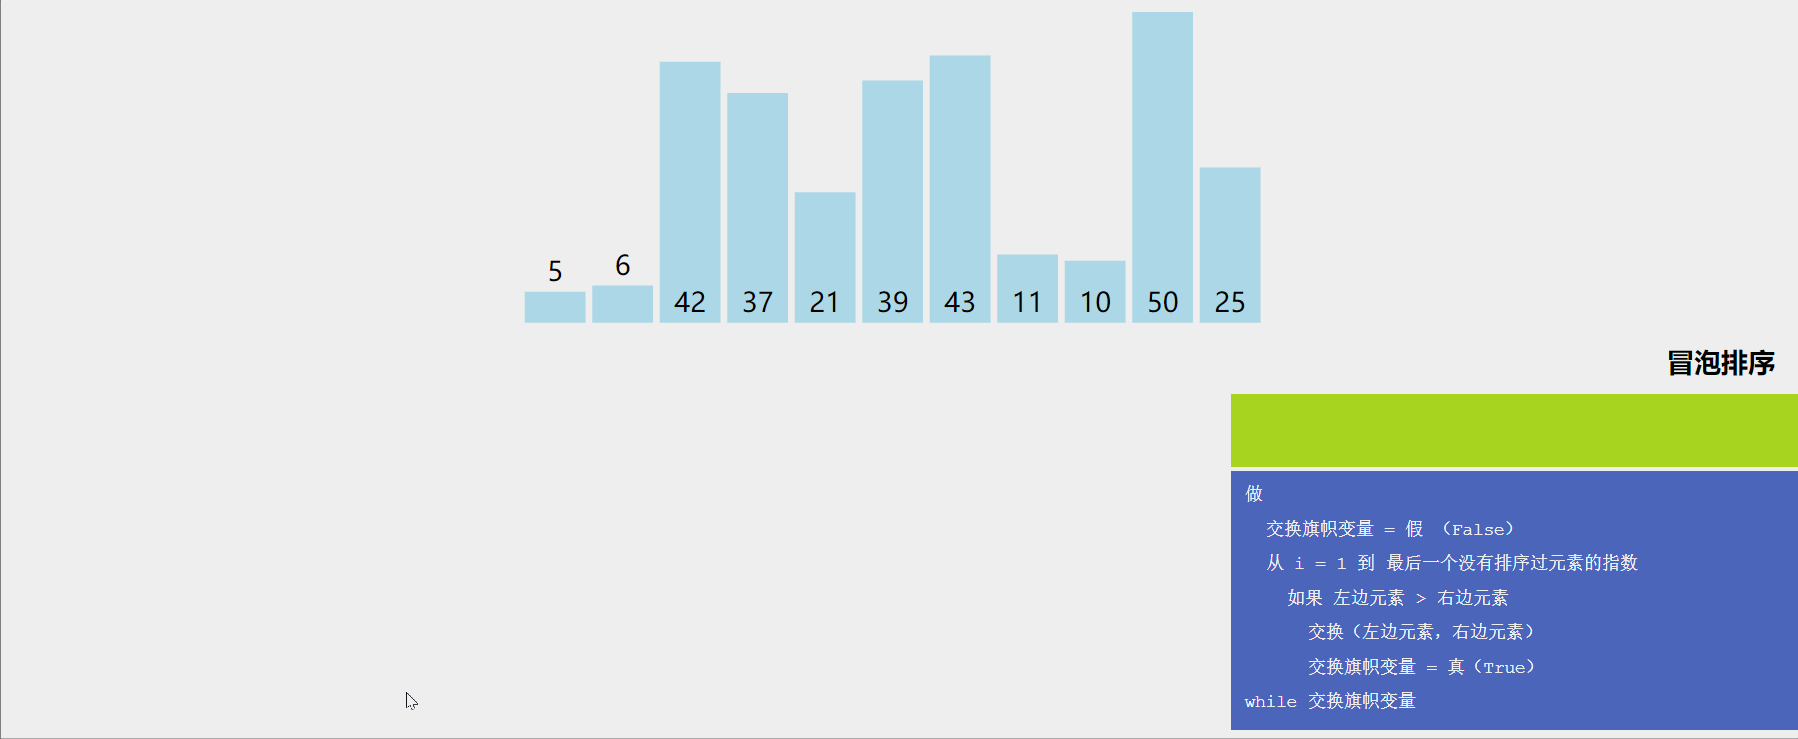 5 6 42 37 21 39 43 11 10 50 25
冒泡排序
做
交换旗帜变量 = 假 （False）
从 i = 1 到 最后一个没有排序过元素的指数
如果 左边元素 > 右边元素
交换（左边元素，右边元素）
交换旗帜变量 = 真（True）
while 交换旗帜变量